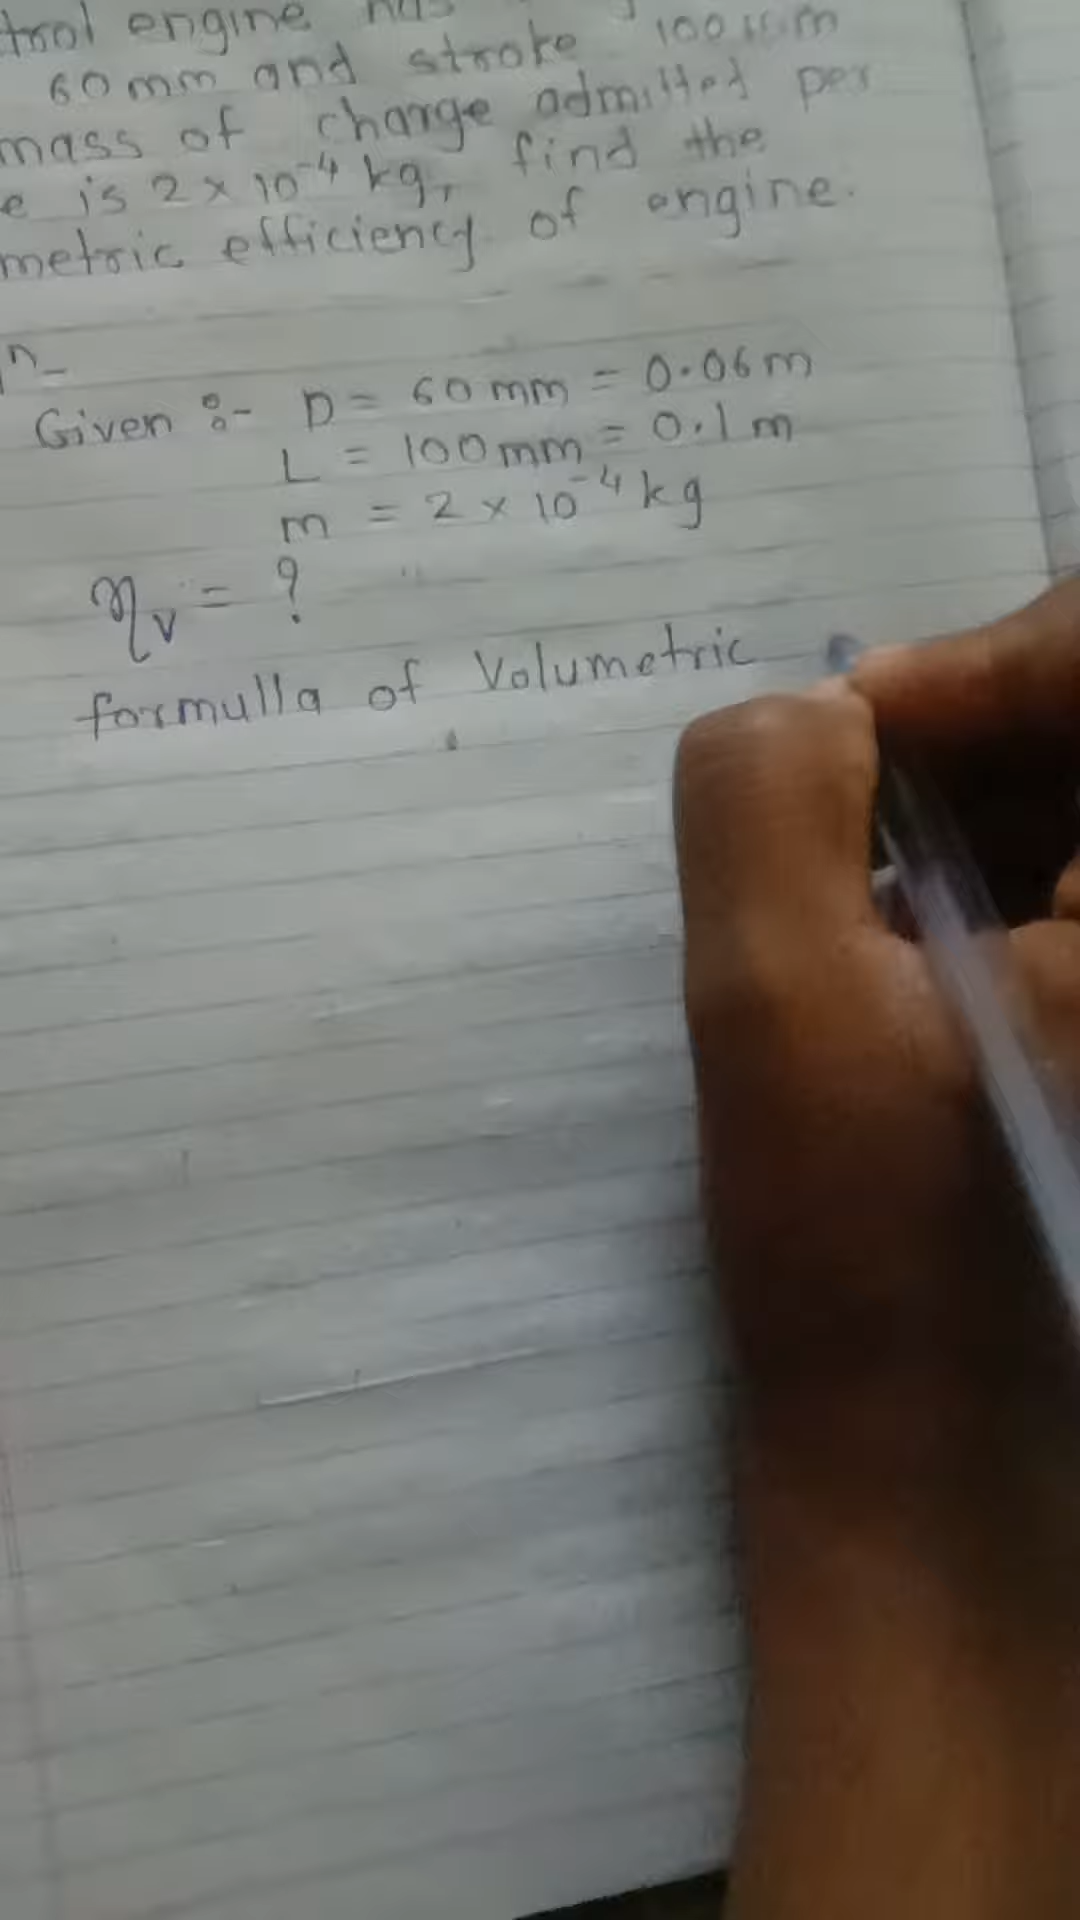 trol engine has
60 mm and stroke 100 mm
mass of charge admitted per
e is 2 × 10⁻⁴ kg, find the
metric efficiency of engine.
n
Given :- D = 60 mm = 0.06 m
L = 100 mm = 0.1 m
m = 2 × 10⁻⁴ kg
ηv = ?
formulla of Volumetric